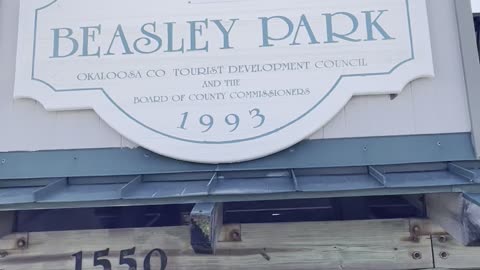 BEASLEY PARK
OKALOOSA CO TOURIST DEVELOPMENT COUNCIL
AND THE
BOARD OF COUNTY COMMISSIONERS
1993
1550